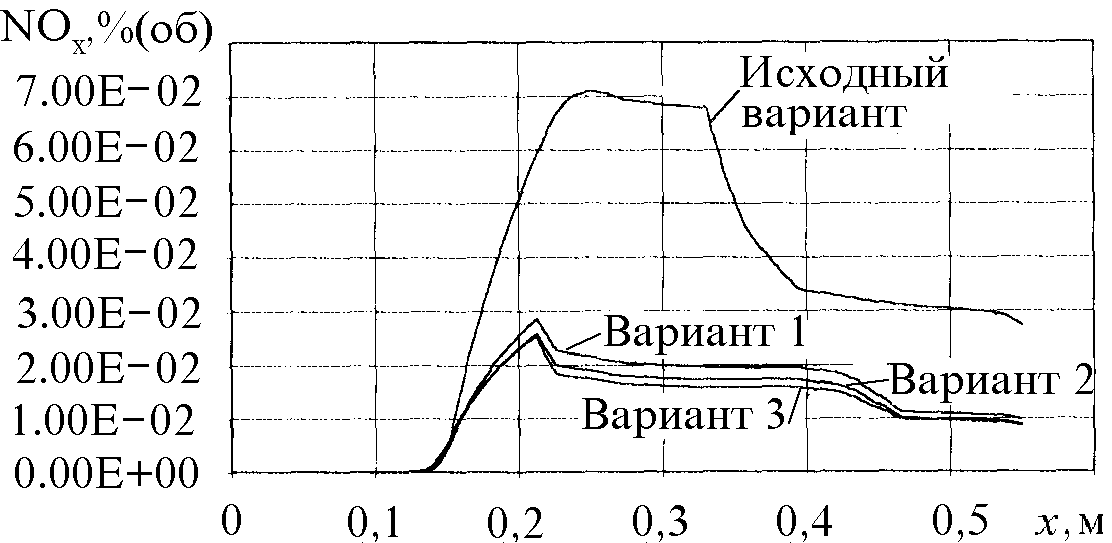 NOx,%(об)
7.00E−02
6.00E−02
5.00E−02
4.00E−02
3.00E−02
2.00E−02
1.00E−02
0.00E+00
Исходный
вариант
Вариант 1
Вариант 2
Вариант 3
0 0,1 0,2 0,3 0,4 0,5 x, м